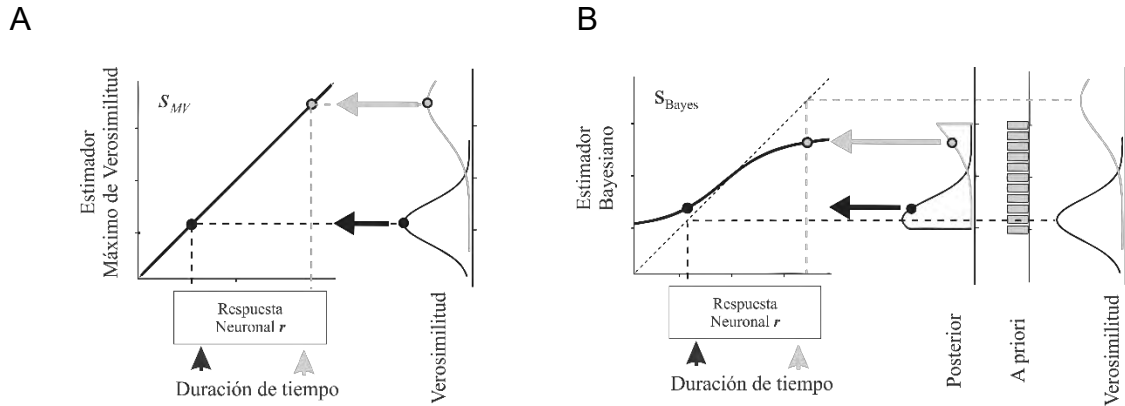 A
Estimador
Máximo de Verosimilitud
S_MV
Respuesta
Neuronal r
Duración de tiempo
Verosimilitud
B
Estimador
Bayesiano
S_Bayes
Respuesta
Neuronal r
Duración de tiempo
Posterior
A priori
Verosimilitud